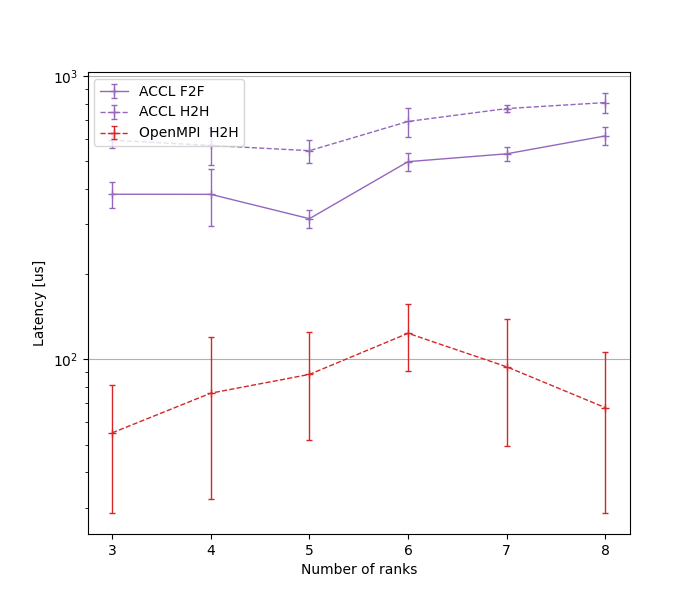 10³
ACCL F2F
ACCL H2H
OpenMPI  H2H
Latency [us]
10²
3 4 5 6 7 8
Number of ranks